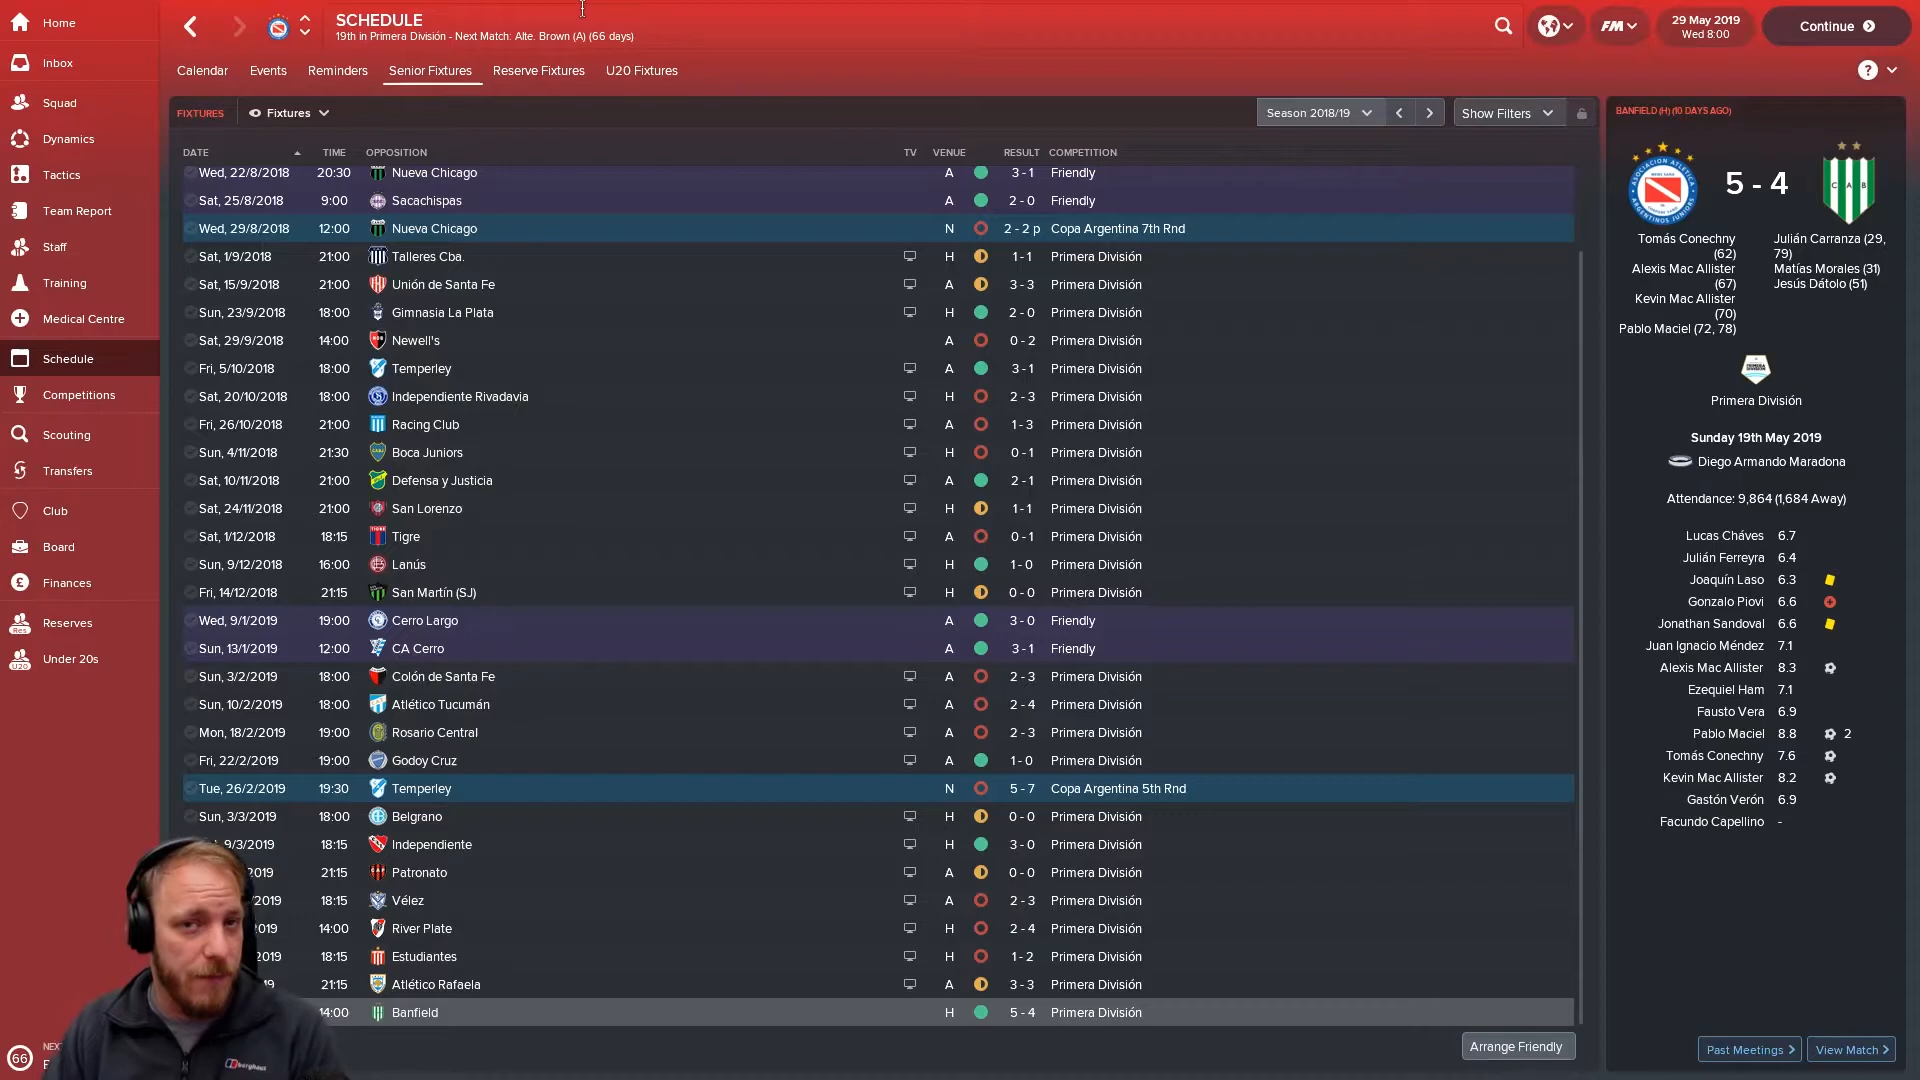 Home
SCHEDULE
19th in Primera División - Next Match: Alte. Brown (A) (66 days)
FM
29 May 2019
Wed 8:00
Continue
Inbox
Calendar Events Reminders Senior Fixtures Reserve Fixtures U20 Fixtures
?
Squad
Dynamics
Tactics
Team Report
Staff
Training
Medical Centre
Schedule
Competitions
Scouting
Transfers
Club
Board
Finances
Reserves
Under 20s
FIXTURES Fixtures Season 2018/19 Show Filters
DATE TIME OPPOSITION TV VENUE RESULT COMPETITION
Wed, 22/8/2018 20:30 Nueva Chicago A 3 - 1 Friendly
Sat, 25/8/2018 9:00 Sacachispas A 2 - 0 Friendly
Wed, 29/8/2018 12:00 Nueva Chicago N 2 - 2 p Copa Argentina 7th Rnd
Sat, 1/9/2018 21:00 Talleres Cba. H 1 - 1 Primera División
Sat, 15/9/2018 21:00 Unión de Santa Fe A 3 - 3 Primera División
Sun, 23/9/2018 18:00 Gimnasia La Plata H 2 - 0 Primera División
Sat, 29/9/2018 14:00 Newell's A 0 - 2 Primera División
Fri, 5/10/2018 18:00 Temperley A 3 - 1 Primera División
Sat, 20/10/2018 18:00 Independiente Rivadavia H 2 - 3 Primera División
Fri, 26/10/2018 21:00 Racing Club A 1 - 3 Primera División
Sun, 4/11/2018 21:30 Boca Juniors H 0 - 1 Primera División
Sat, 10/11/2018 21:00 Defensa y Justicia A 2 - 1 Primera División
Sat, 24/11/2018 21:00 San Lorenzo H 1 - 1 Primera División
Sat, 1/12/2018 18:15 Tigre A 0 - 1 Primera División
Sun, 9/12/2018 16:00 Lanús H 1 - 0 Primera División
Fri, 14/12/2018 21:15 San Martín (SJ) H 0 - 0 Primera División
Wed, 9/1/2019 19:00 Cerro Largo A 3 - 0 Friendly
Sun, 13/1/2019 12:00 CA Cerro A 3 - 1 Friendly
Sun, 3/2/2019 18:00 Colón de Santa Fe A 2 - 3 Primera División
Sun, 10/2/2019 18:00 Atlético Tucumán A 2 - 4 Primera División
Mon, 18/2/2019 19:00 Rosario Central A 2 - 3 Primera División
Fri, 22/2/2019 19:00 Godoy Cruz A 1 - 0 Primera División
Tue, 26/2/2019 19:30 Temperley N 5 - 7 Copa Argentina 5th Rnd
Sun, 3/3/2019 18:00 Belgrano H 0 - 0 Primera División
9/3/2019 18:15 Independiente H 3 - 0 Primera División
2019 21:15 Patronato A 0 - 0 Primera División
/2019 18:15 Vélez A 2 - 3 Primera División
019 14:00 River Plate H 2 - 4 Primera División
2019 18:15 Estudiantes H 1 - 2 Primera División
19 21:15 Atlético Rafaela A 3 - 3 Primera División
14:00 Banfield H 5 - 4 Primera División
Arrange Friendly
BANFIELD (H) (10 DAYS AGO)
5 - 4
C A B
Tomás Conechny
(62)
Alexis Mac Allister
(67)
Kevin Mac Allister
(70)
Pablo Maciel (72, 78)
Julián Carranza (29,
79)
Matías Morales (31)
Jesús Dátolo (51)
Primera División
Sunday 19th May 2019
Diego Armando Maradona
Attendance: 9,864 (1,684 Away)
Lucas Cháves 6.7
Julián Ferreyra 6.4
Joaquín Laso 6.3
Gonzalo Piovi 6.6
Jonathan Sandoval 6.6
Juan Ignacio Méndez 7.1
Alexis Mac Allister 8.3
Ezequiel Ham 7.1
Fausto Vera 6.9
Pablo Maciel 8.8 2
Tomás Conechny 7.6
Kevin Mac Allister 8.2
Gastón Verón 6.9
Facundo Capellino -
Past Meetings View Match
66
NEX
berghaus